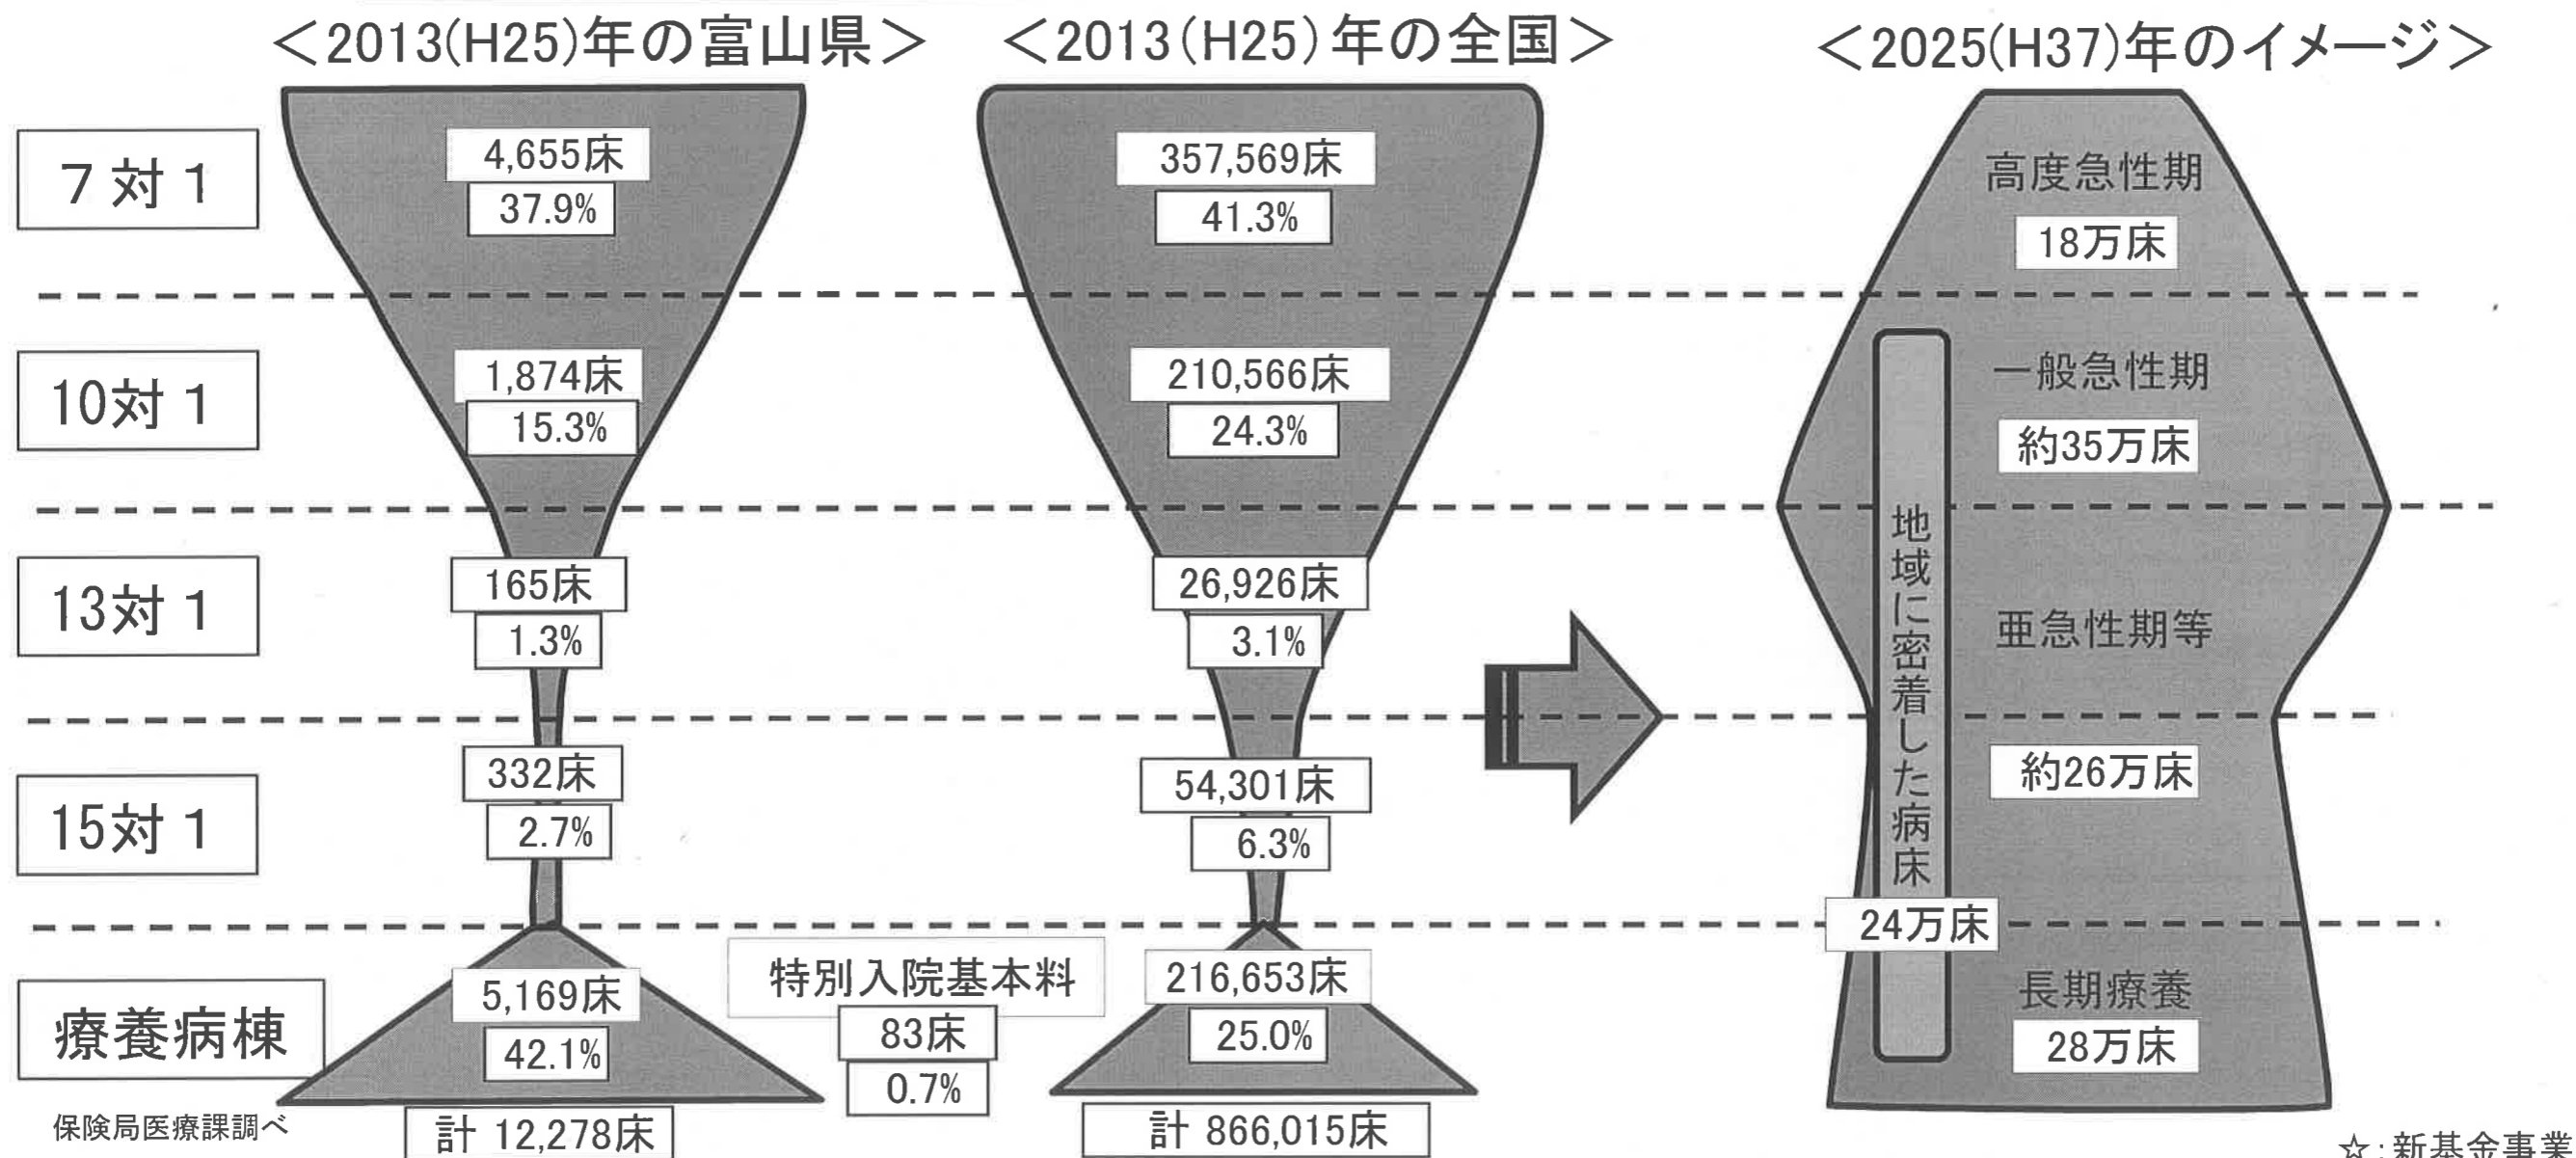 ＜2013(H25)年の富山県＞
＜2013(H25)年の全国＞
＜2025(H37)年のイメージ＞
7対1
4,655床
37.9%
357,569床
41.3%
高度急性期
18万床
10対1
1,874床
15.3%
210,566床
24.3%
一般急性期
約35万床
13対1
165床
1.3%
26,926床
3.1%
亜急性期等
15対1
332床
2.7%
54,301床
6.3%
約26万床
地域に密着した病床
24万床
療養病棟
5,169床
42.1%
特別入院基本料
83床
0.7%
216,653床
25.0%
長期療養
28万床
保険局医療課調べ
計 12,278床
計 866,015床
☆:新基金事業